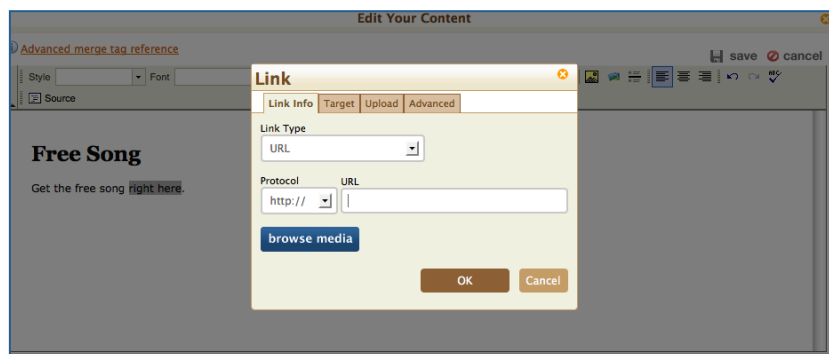 Edit Your Content
Advanced merge tag reference
save cancel
Style Font
Source
Link
Link Info Target Upload Advanced
Link Type
URL
Protocol URL
http://
browse media
OK Cancel
Free Song
Get the free song right here.